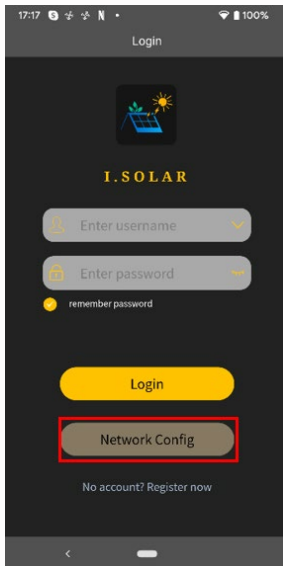 17:17
100%
Login
I.SOLAR
Enter username
Enter password
remember password
Login
Network Config
No account? Register now